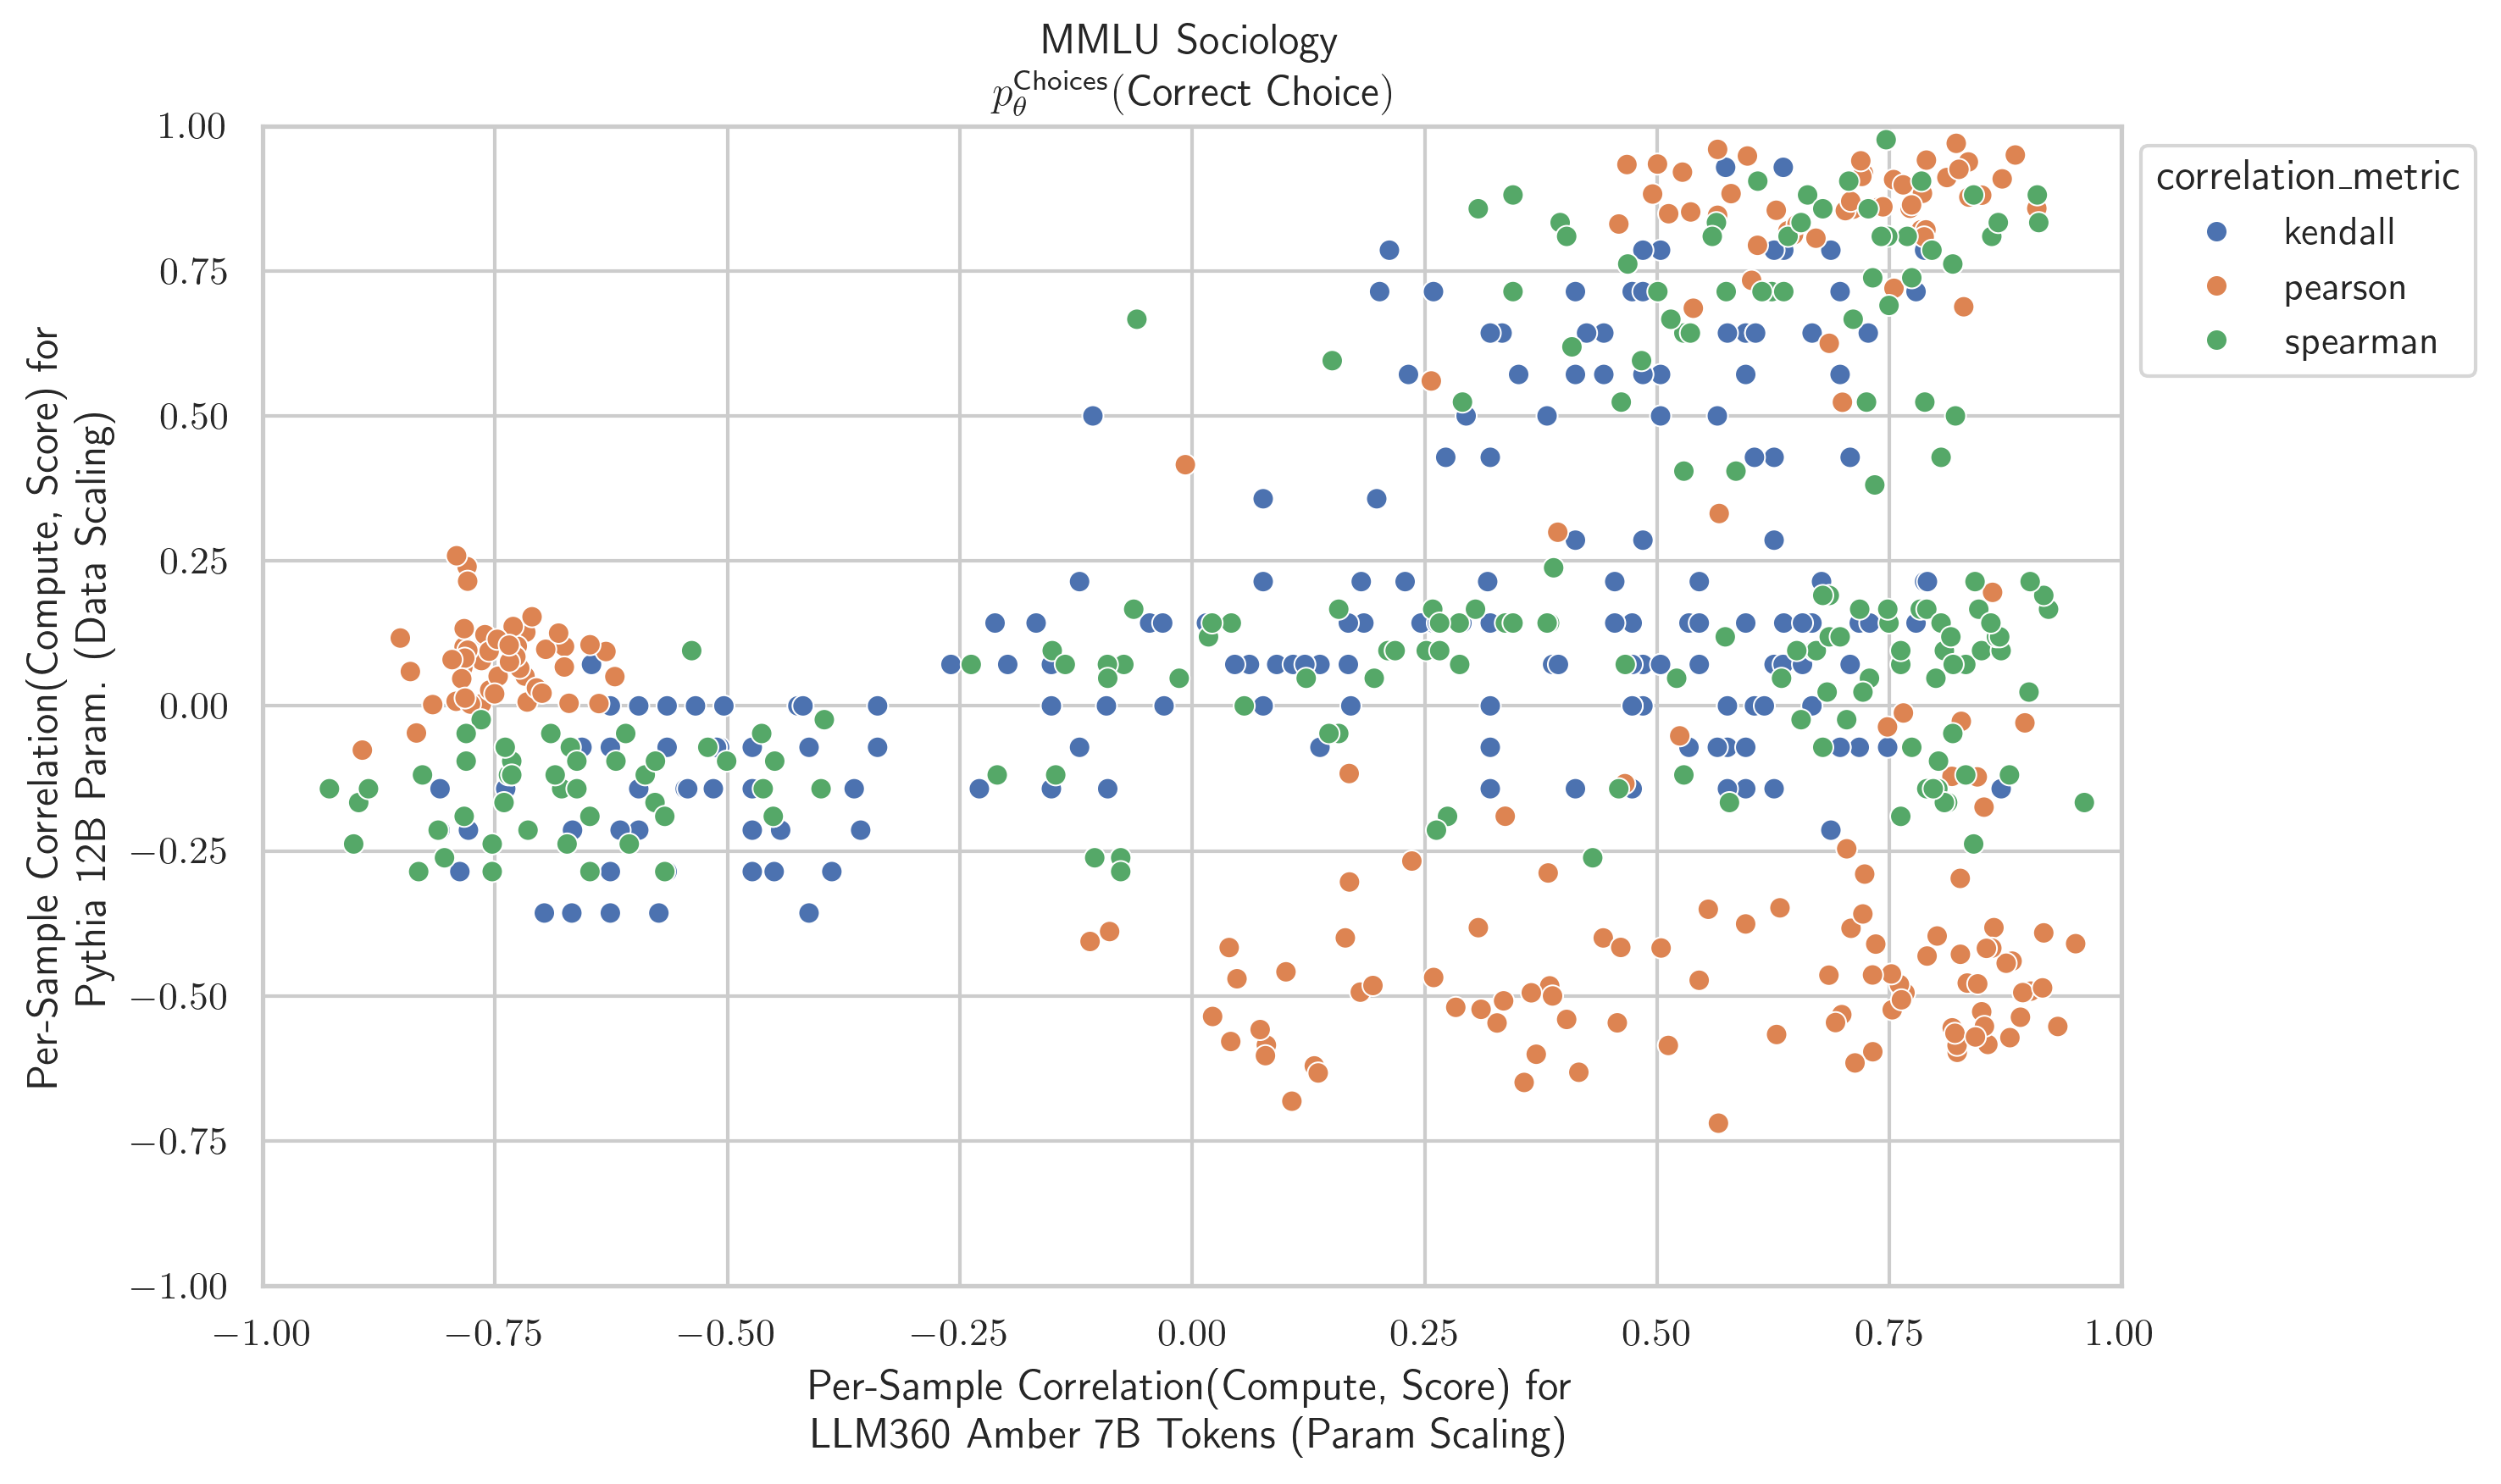 MMLU Sociology
p_θ^Choices(Correct Choice)
1.00
0.75
0.50
0.25
0.00
−0.25
−0.50
−0.75
−1.00
Per-Sample Correlation(Compute, Score) for
Pythia 12B Param. (Data Scaling)
−1.00
−0.75
−0.50
−0.25
0.00
0.25
0.50
0.75
1.00
Per-Sample Correlation(Compute, Score) for
LLM360 Amber 7B Tokens (Param Scaling)
correlation_metric
kendall
pearson
spearman